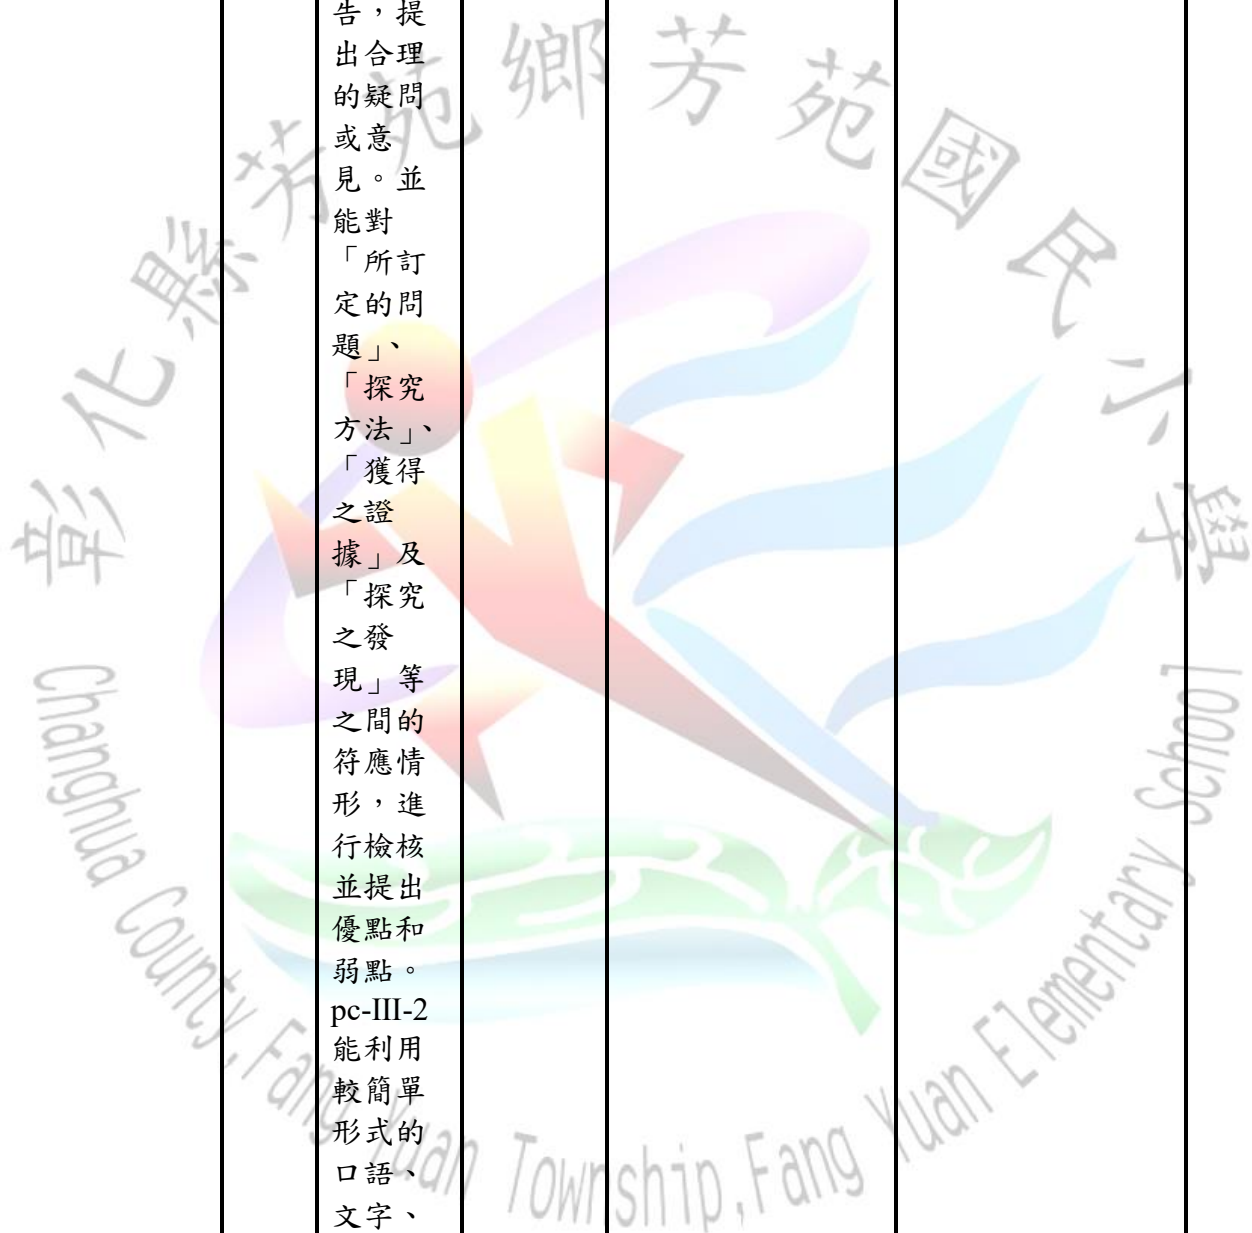 告，提
出合理
的疑問
或意
見。並
能對
「所訂
定的問
題」、
「探究
方法」、
「獲得
之證
據」及
「探究
之發
現」等
之間的
符應情
形，進
行檢核
並提出
優點和
弱點。
pc-III-2
能利用
較簡單
形式的
口語、
文字、
彰化縣芳苑鄉芳苑國民小學
Changhua County, Fang Yuan Township, Fang Yuan Elementary School